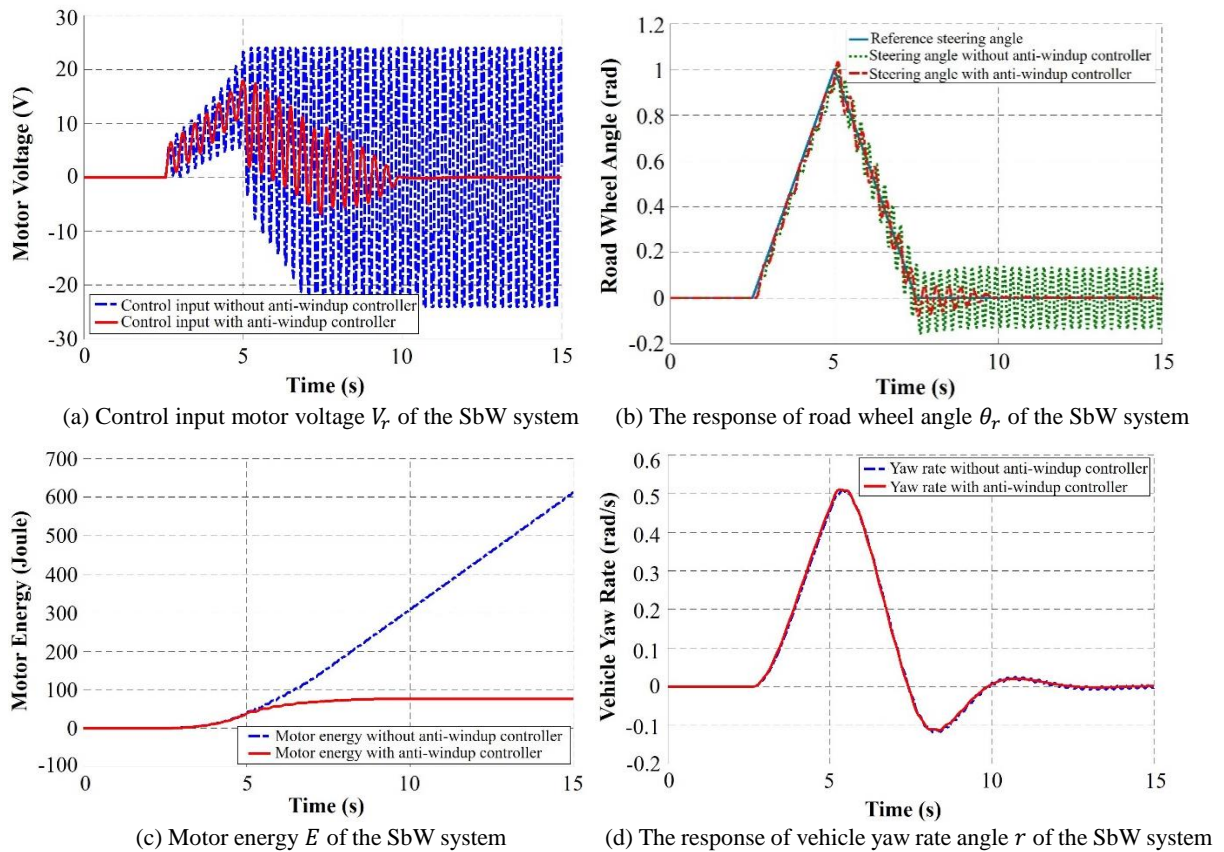 30
20
10
0
-10
-20
-30
Motor Voltage (V)
Control input without anti-windup controller
Control input with anti-windup controller
0 5 10 15
Time (s)
(a) Control input motor voltage V_r of the SbW system
1.2
1
0.8
0.6
0.4
0.2
0
-0.2
Road Wheel Angle (rad)
Reference steering angle
Steering angle without anti-windup controller
Steering angle with anti-windup controller
0 5 10 15
Time (s)
(b) The response of road wheel angle θ_r of the SbW system
700
600
500
400
300
200
100
0
-100
Motor Energy (Joule)
Motor energy without anti-windup controller
Motor energy with anti-windup controller
0 5 10 15
Time (s)
(c) Motor energy E of the SbW system
0.6
0.5
0.4
0.3
0.2
0.1
0
-0.1
-0.2
Vehicle Yaw Rate (rad/s)
Yaw rate without anti-windup controller
Yaw rate with anti-windup controller
0 5 10 15
Time (s)
(d) The response of vehicle yaw rate angle r of the SbW system